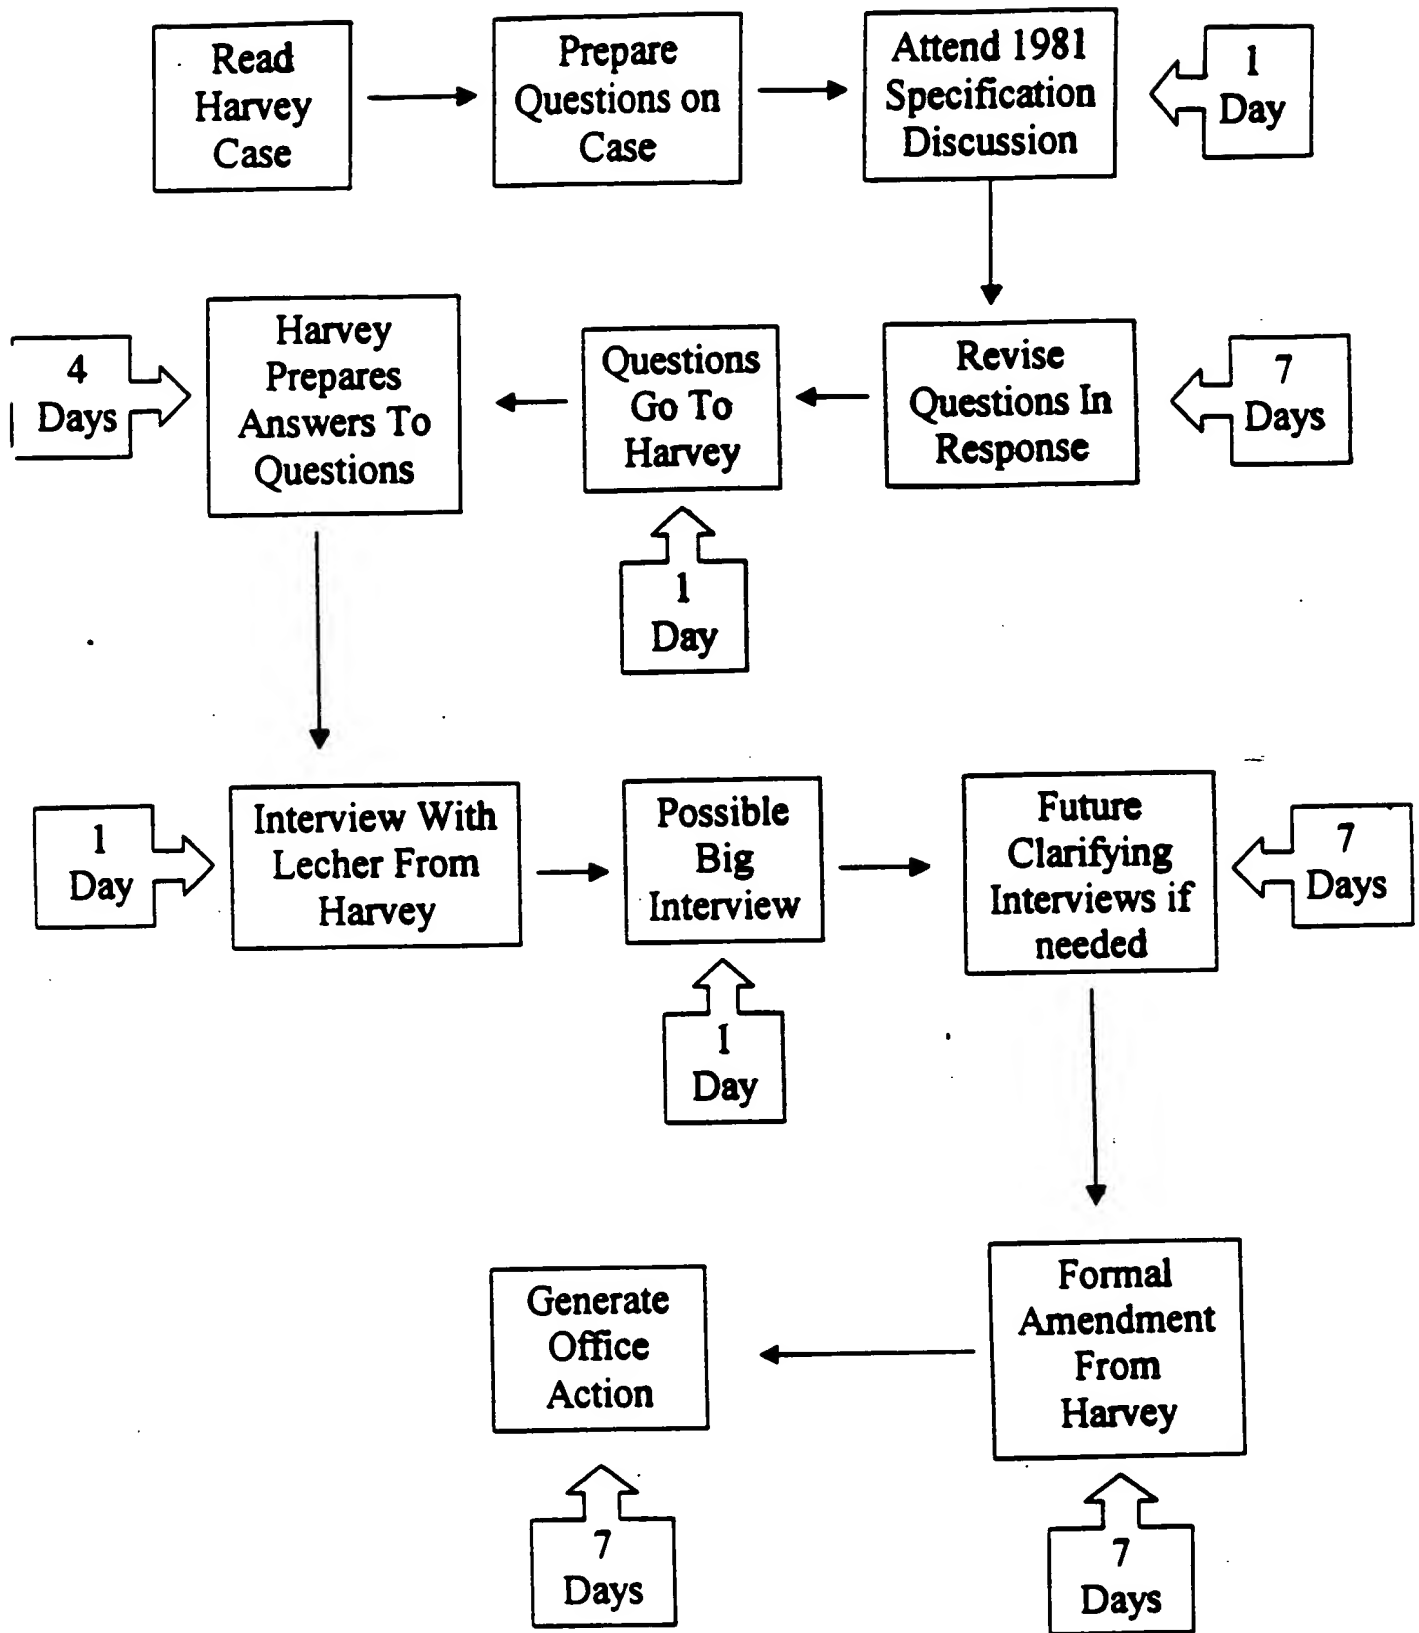 Read
Harvey
Case
Prepare
Questions on
Case
Attend 1981
Specification
Discussion
1
Day
4
Days
Harvey
Prepares
Answers To
Questions
Questions
Go To
Harvey
Revise
Questions In
Response
7
Days
1
Day
1
Day
Interview With
Lecher From
Harvey
Possible
Big
Interview
Future
Clarifying
Interviews if
needed
7
Days
1
Day
Generate
Office
Action
Formal
Amendment
From
Harvey
7
Days
7
Days